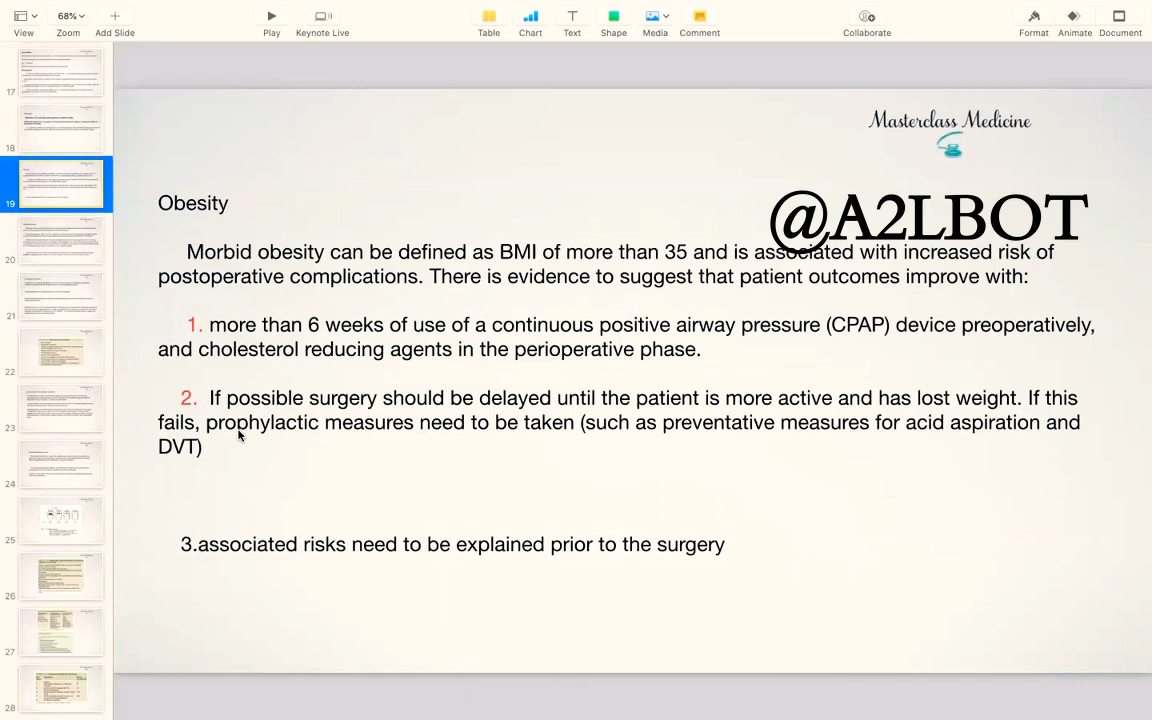 68%
View
Zoom
Add Slide
Play
Keynote Live
Table
Chart
Text
Shape
Media
Comment
Collaborate
Format
Animate
Document
17
18
19
20
21
22
23
24
25
26
27
28
Masterclass Medicine
@A2LBOT
Obesity
Morbid obesity can be defined as BMI of more than 35 and is associated with increased risk of
postoperative complications. There is evidence to suggest that patient outcomes improve with:
1. more than 6 weeks of use of a continuous positive airway pressure (CPAP) device preoperatively,
and cholesterol reducing agents in the perioperative phase.
2. If possible surgery should be delayed until the patient is more active and has lost weight. If this
fails, prophylactic measures need to be taken (such as preventative measures for acid aspiration and
DVT)
3.associated risks need to be explained prior to the surgery